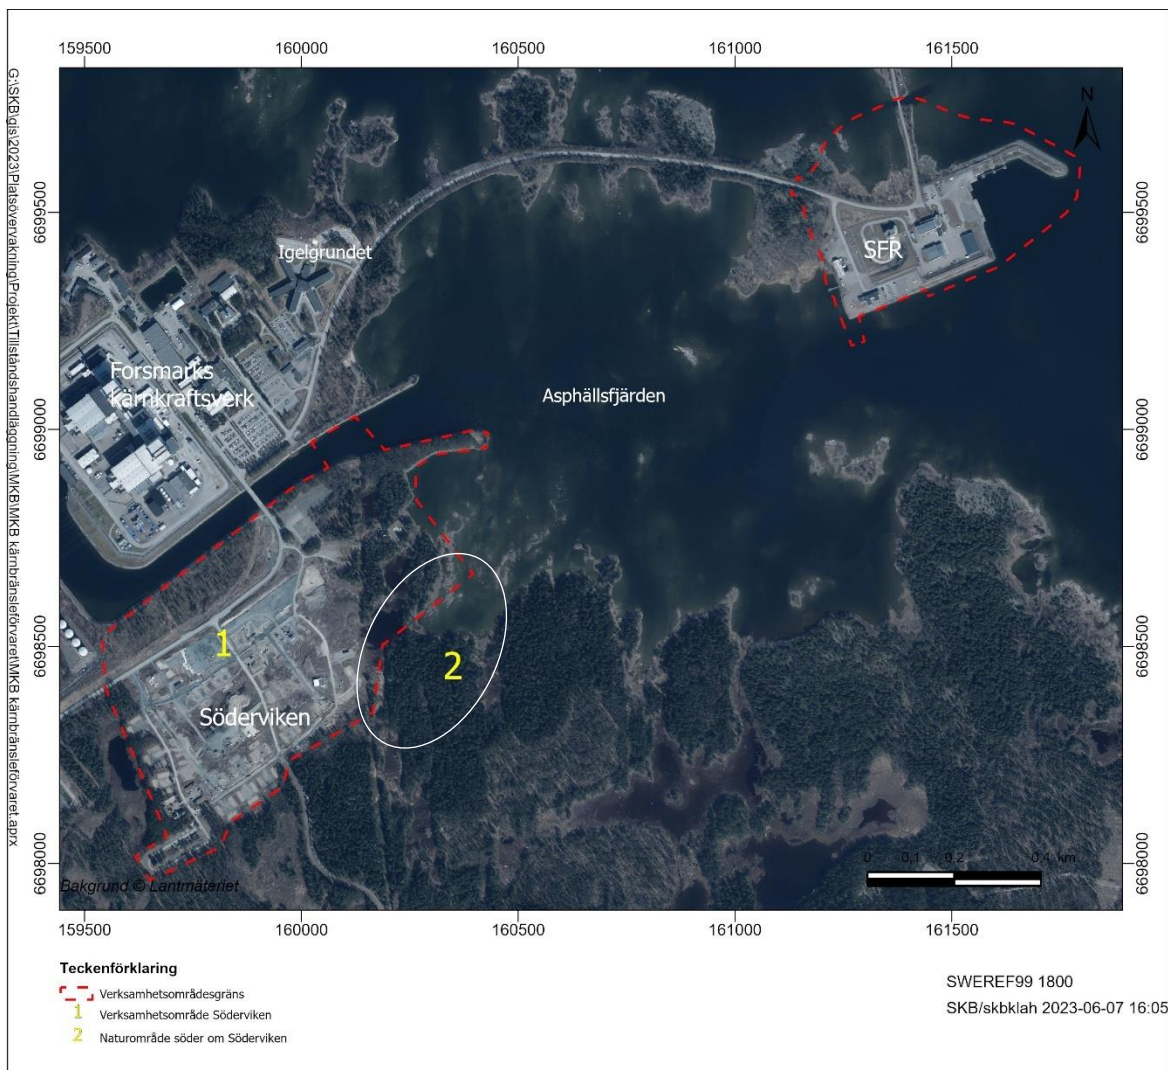 159500 160000 160500 161000 161500
G:\SKB\gis\2023\Platsövervakning\Projekt\Tillståndshandläggning\MKB\MKB kärnbränsleförvaret\MKB kärnbränsleförvaret.aprx
N
6699500 6699500
Igelgrundet
SFR
Forsmarks
kärnkraftsverk
Asphällsfjärden
6699000 6699000
1
2
6698500 6698500
Söderviken
0 0,1 0,2 0,4 km
6698000 6698000
Bakgrund © Lantmäteriet
159500 160000 160500 161000 161500
Teckenförklaring
Verksamhetsområdesgräns
1 Verksamhetsområde Söderviken
2 Naturområde söder om Söderviken
SWEREF99 1800
SKB/skbklah 2023-06-07 16:05